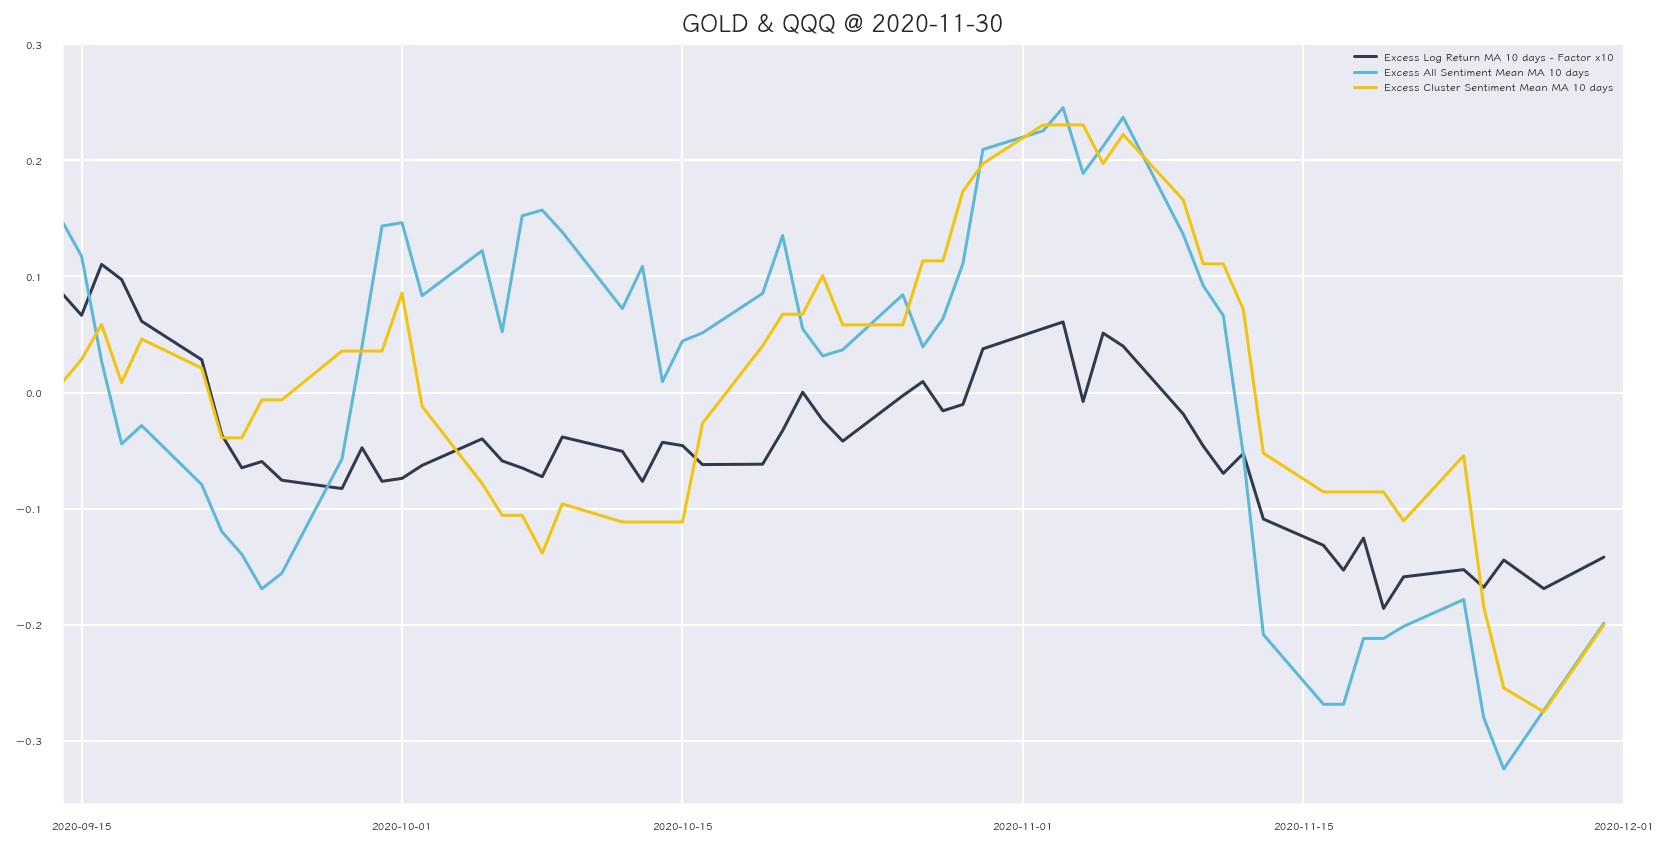 GOLD & QQQ @ 2020-11-30
Excess Log Return MA 10 days - Factor x10
Excess All Sentiment Mean MA 10 days
Excess Cluster Sentiment Mean MA 10 days
0.3
0.2
0.1
0.0
−0.1
−0.2
−0.3
2020-09-15 2020-10-01 2020-10-15 2020-11-01 2020-11-15 2020-12-01